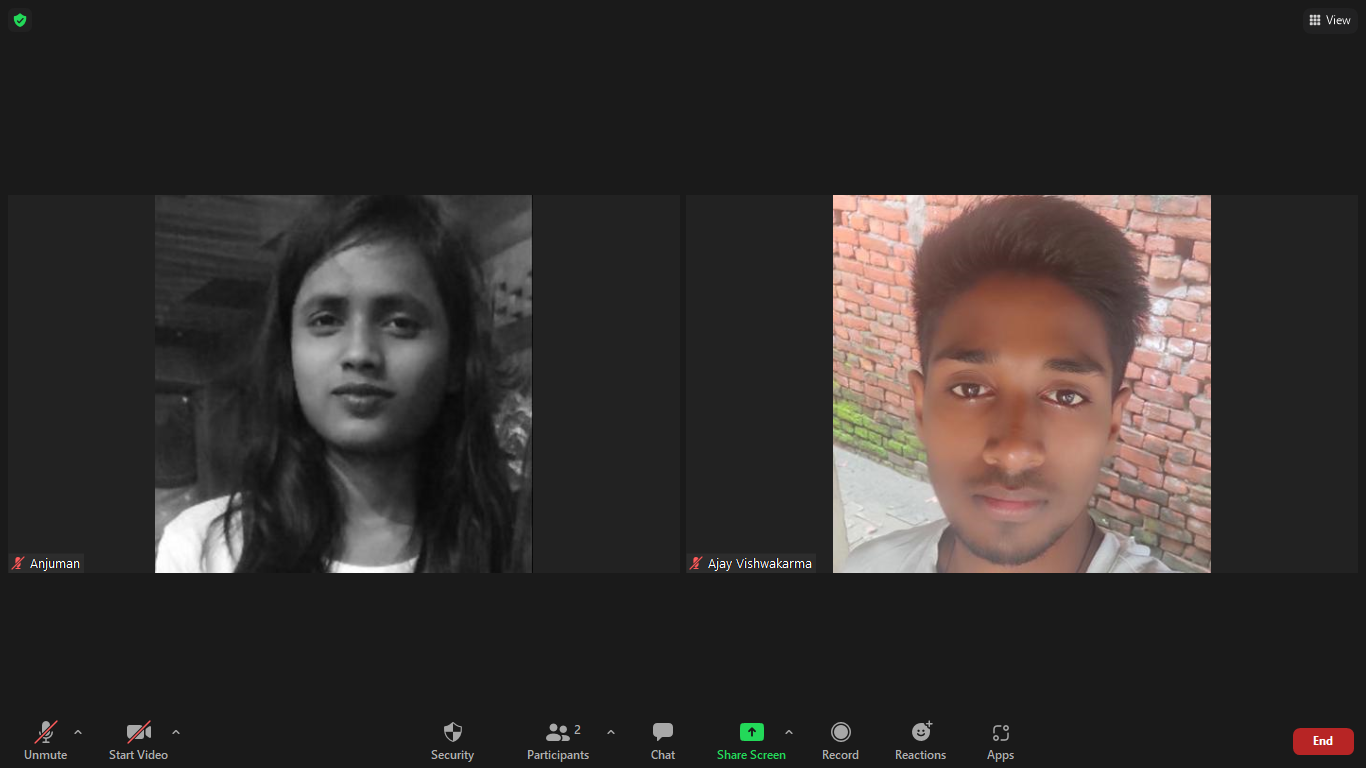 View
Anjuman
Ajay Vishwakarma
Unmute
Start Video
Security
Participants
2
Chat
Share Screen
Record
Reactions
Apps
End